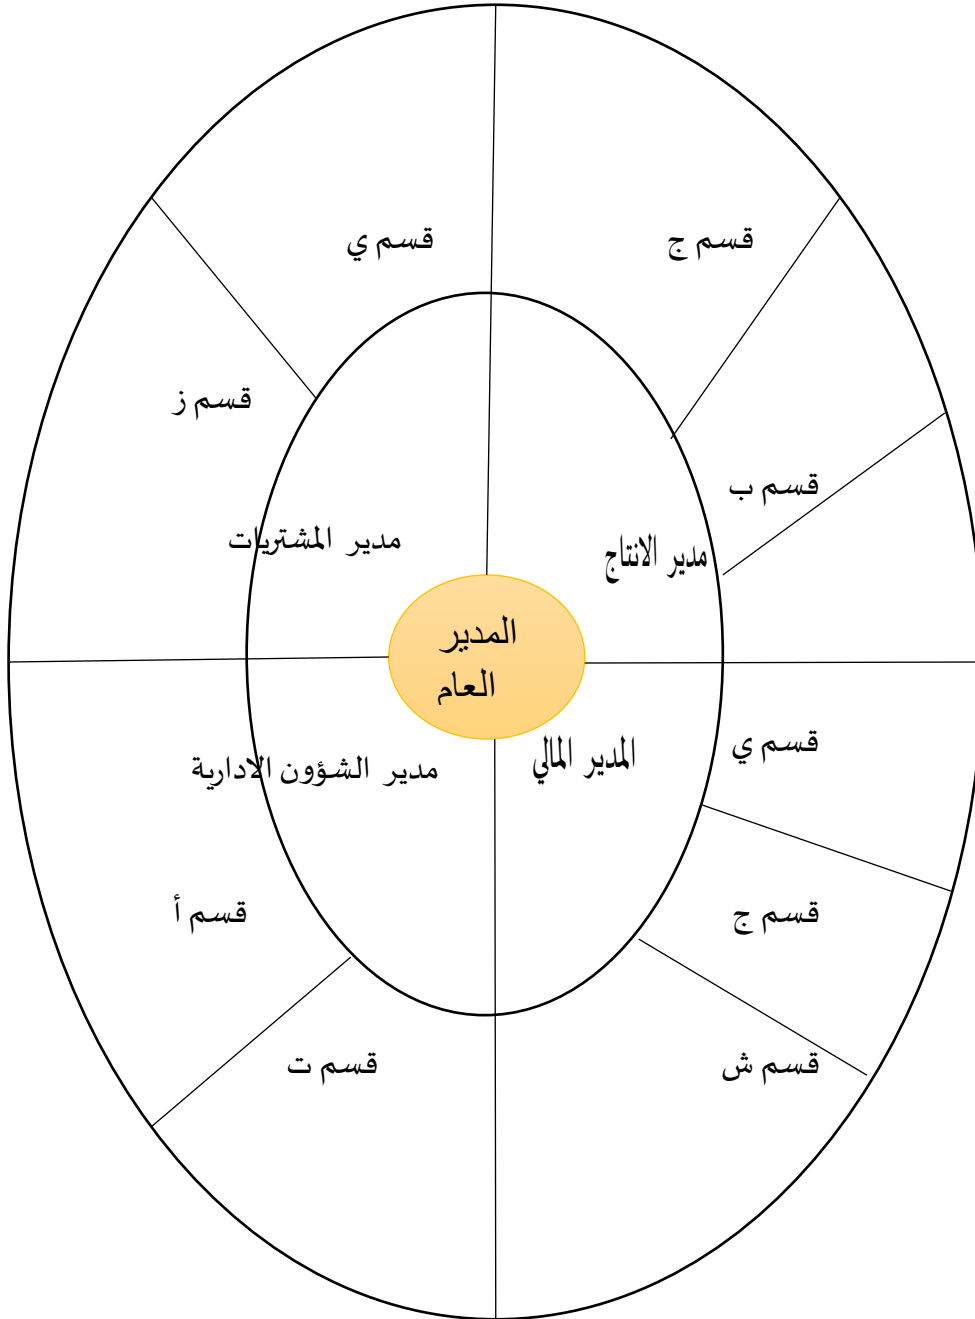 قسم ج
قسم ي
قسم ز
قسم ب
مدير الانتاج
مدير المشتريات
المدير
العام
قسم ي
المدير المالي
مدير الشؤون الادارية
قسم ج
قسم أ
قسم ش
قسم ت